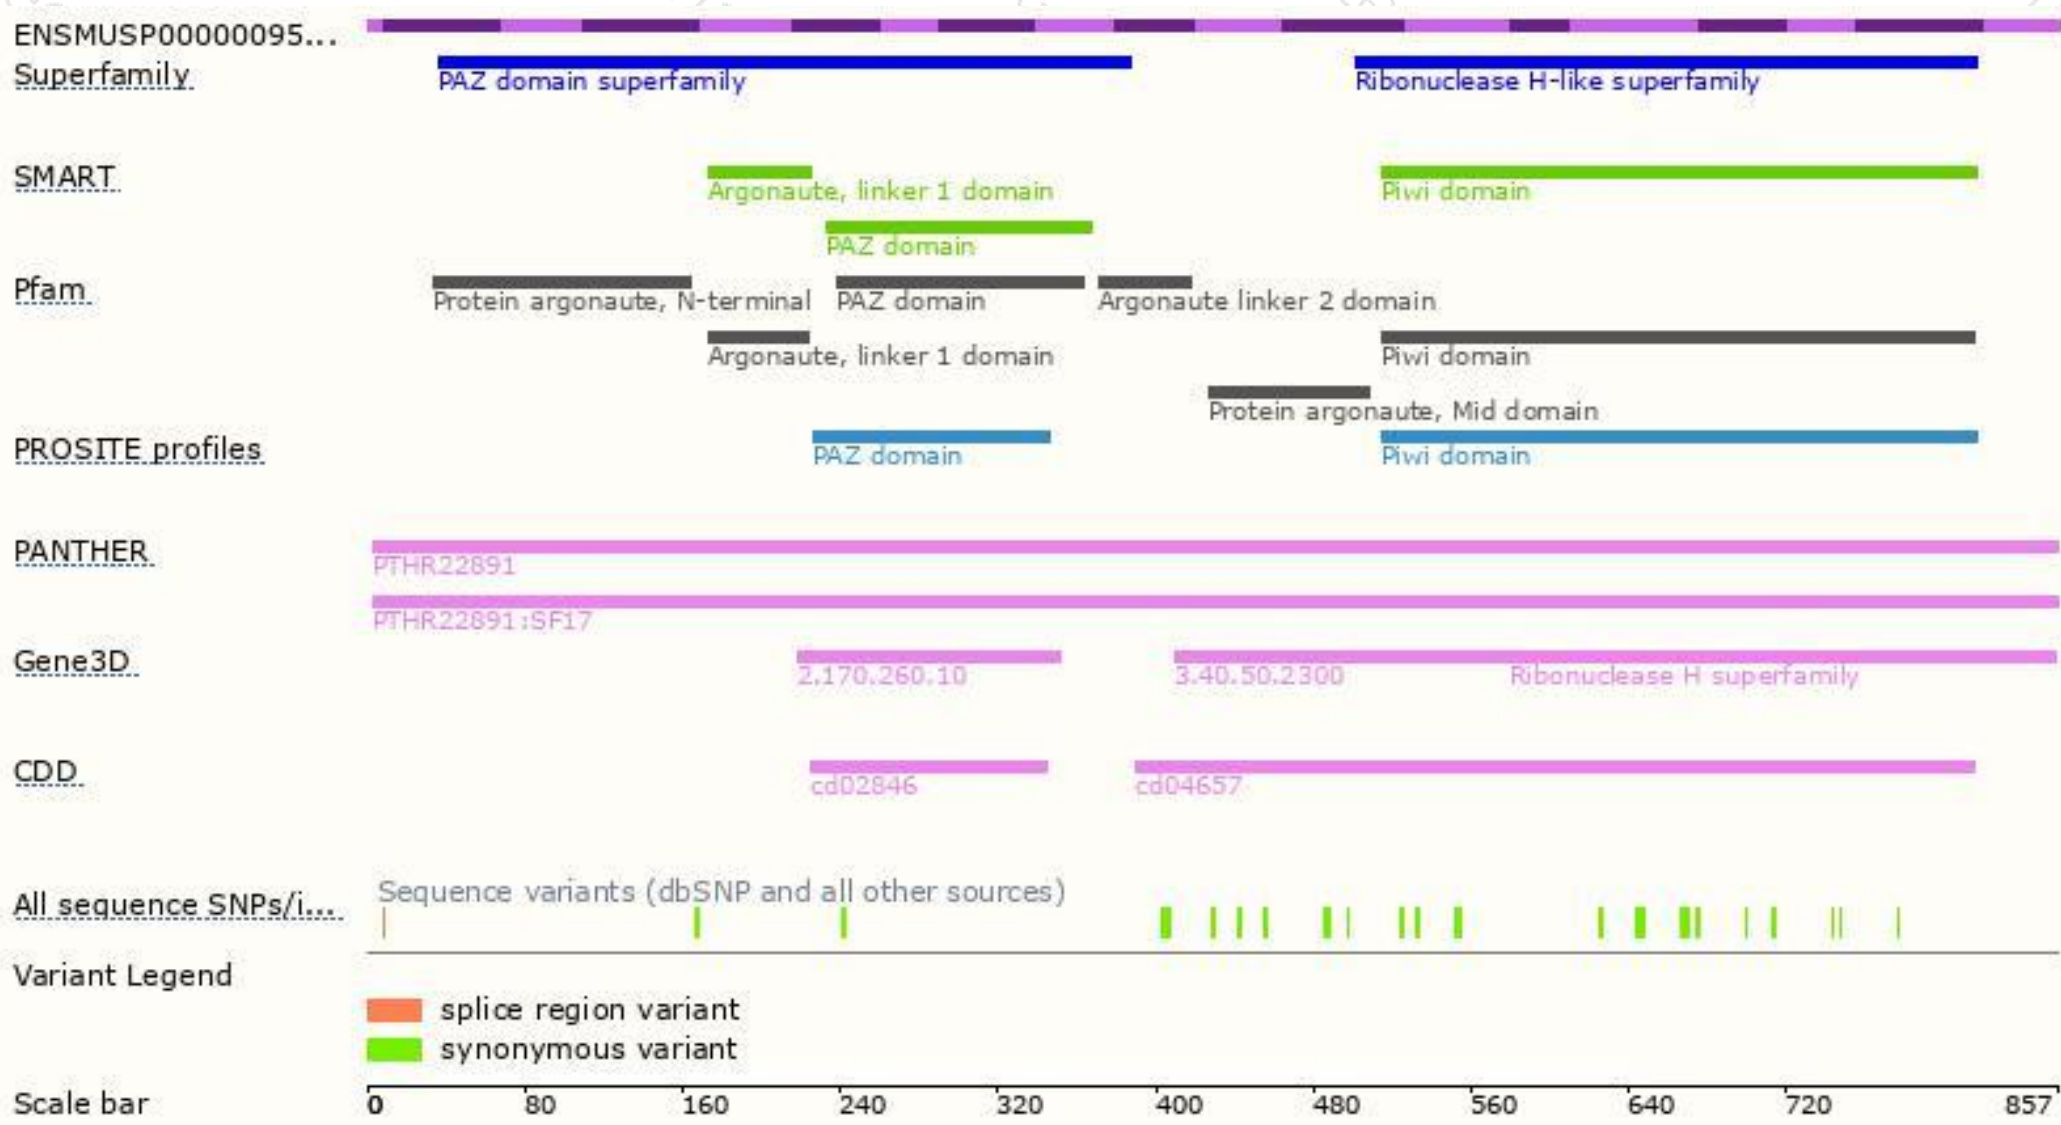 ENSMUSP00000095...
Superfamily
PAZ domain superfamily Ribonuclease H-like superfamily
SMART
Argonaute, linker 1 domain Piwi domain
PAZ domain
Pfam
Protein argonaute, N-terminal PAZ domain Argonaute linker 2 domain
Argonaute, linker 1 domain Piwi domain
Protein argonaute, Mid domain
PROSITE profiles
PAZ domain Piwi domain
PANTHER
PTHR22891
PTHR22891:SF17
Gene3D
2.170.260.10 3.40.50.2300 Ribonuclease H superfamily
CDD
cd02846 cd04657
Sequence variants (dbSNP and all other sources)
All sequence SNPs/i...
Variant Legend
splice region variant
synonymous variant
Scale bar 0 80 160 240 320 400 480 560 640 720 857